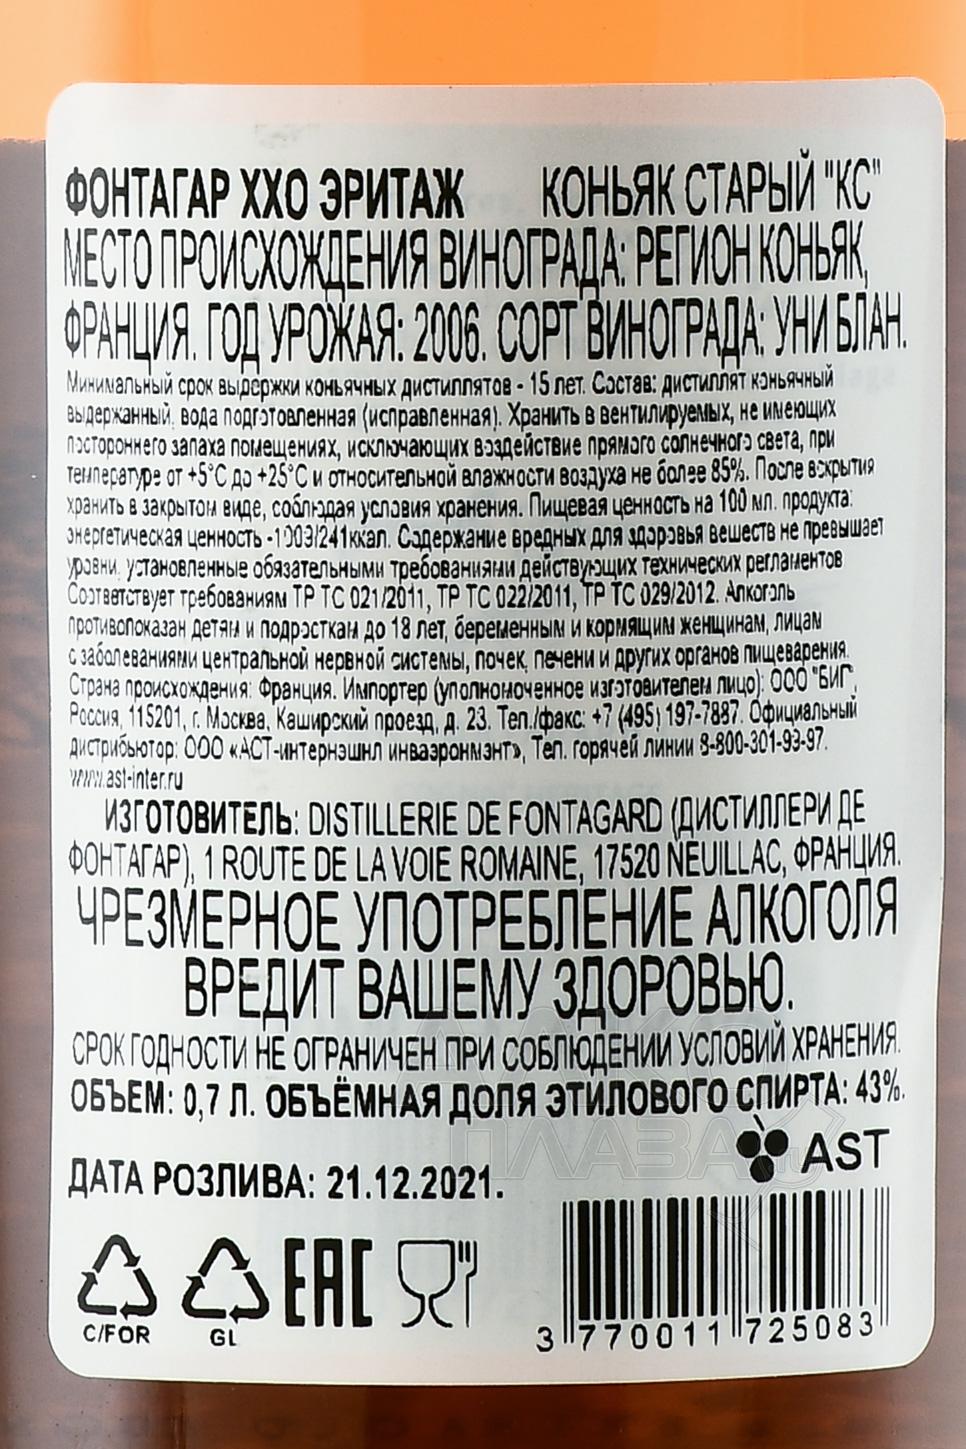 ФОНТАГАР ХХО ЭРИТАЖ КОНЬЯК СТАРЫЙ "КС"
МЕСТО ПРОИСХОЖДЕНИЯ ВИНОГРАДА: РЕГИОН КОНЬЯК,
ФРАНЦИЯ. ГОД УРОЖАЯ: 2006. СОРТ ВИНОГРАДА: УНИ БЛАН.
Минимальный срок выдержки коньячных дистиллятов - 15 лет. Состав: дистиллят коньячный
выдержанный, вода подготовленная (исправленная). Хранить в вентилируемых, не имеющих
постороннего запаха помещениях, исключающих воздействие прямого солнечного света, при
температуре от +5°С до +25°С и относительной влажности воздуха не более 85%. После вскрытия
хранить в закрытом виде, соблюдая условия хранения. Пищевая ценность на 100 мл. продукта:
энергетическая ценность -1003/241ккал. Содержание вредных для здоровья веществ не превышает
уровни, установленные обязательными требованиями действующих технических регламентов
Соответствует требованиям ТР ТС 021/2011, ТР ТС 022/2011, ТР ТС 029/2012. Алкоголь
противопоказан детям и подросткам до 18 лет, беременным и кормящим женщинам, лицам
с заболеваниями центральной нервной системы, почек, печени и других органов пищеварения.
Страна происхождения: Франция. Импортер (уполномоченное изготовителем лицо): ООО "БИГ",
Россия, 115201, г. Москва, Каширский проезд, д. 23. Тел./факс: +7 (495) 197-7887. Официальный
дистрибьютор: ООО «АСТ-интернэшнл инваэронмэнт», Тел. горячей линии 8-800-301-93-97.
www.ast-inter.ru
ИЗГОТОВИТЕЛЬ: DISTILLERIE DE FONTAGARD (ДИСТИЛЛЕРИ ДЕ
ФОНТАГАР), 1 ROUTE DE LA VOIE ROMAINE, 17520 NEUILLAC, ФРАНЦИЯ.
ЧРЕЗМЕРНОЕ УПОТРЕБЛЕНИЕ АЛКОГОЛЯ
ВРЕДИТ ВАШЕМУ ЗДОРОВЬЮ.
СРОК ГОДНОСТИ НЕ ОГРАНИЧЕН ПРИ СОБЛЮДЕНИИ УСЛОВИЙ ХРАНЕНИЯ.
ОБЪЕМ: 0,7 Л. ОБЪЁМНАЯ ДОЛЯ ЭТИЛОВОГО СПИРТА: 43%.
AST
ДАТА РОЗЛИВА: 21.12.2021.
C/FOR GL EAC
3 770011 725083